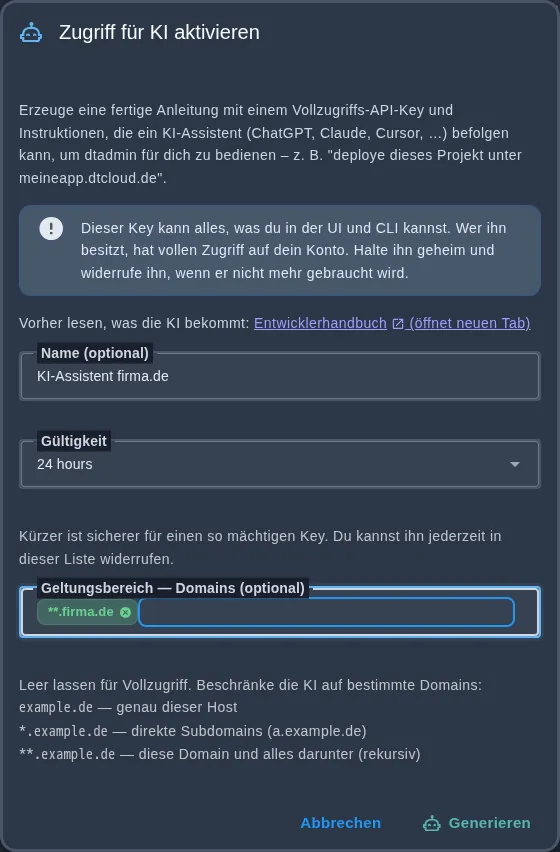 Zugriff für KI aktivieren
Erzeuge eine fertige Anleitung mit einem Vollzugriffs-API-Key und
Instruktionen, die ein KI-Assistent (ChatGPT, Claude, Cursor, …) befolgen
kann, um dtadmin für dich zu bedienen – z. B. "deploye dieses Projekt unter
meineapp.dtcloud.de".
Dieser Key kann alles, was du in der UI und CLI kannst. Wer ihn
besitzt, hat vollen Zugriff auf dein Konto. Halte ihn geheim und
widerrufe ihn, wenn er nicht mehr gebraucht wird.
Vorher lesen, was die KI bekommt: Entwicklerhandbuch (öffnet neuen Tab)
Name (optional)
KI-Assistent firma.de
Gültigkeit
24 hours
Kürzer ist sicherer für einen so mächtigen Key. Du kannst ihn jederzeit in
dieser Liste widerrufen.
Geltungsbereich — Domains (optional)
**.firma.de
Leer lassen für Vollzugriff. Beschränke die KI auf bestimmte Domains:
example.de — genau dieser Host
*.example.de — direkte Subdomains (a.example.de)
**.example.de — diese Domain und alles darunter (rekursiv)
Abbrechen Generieren